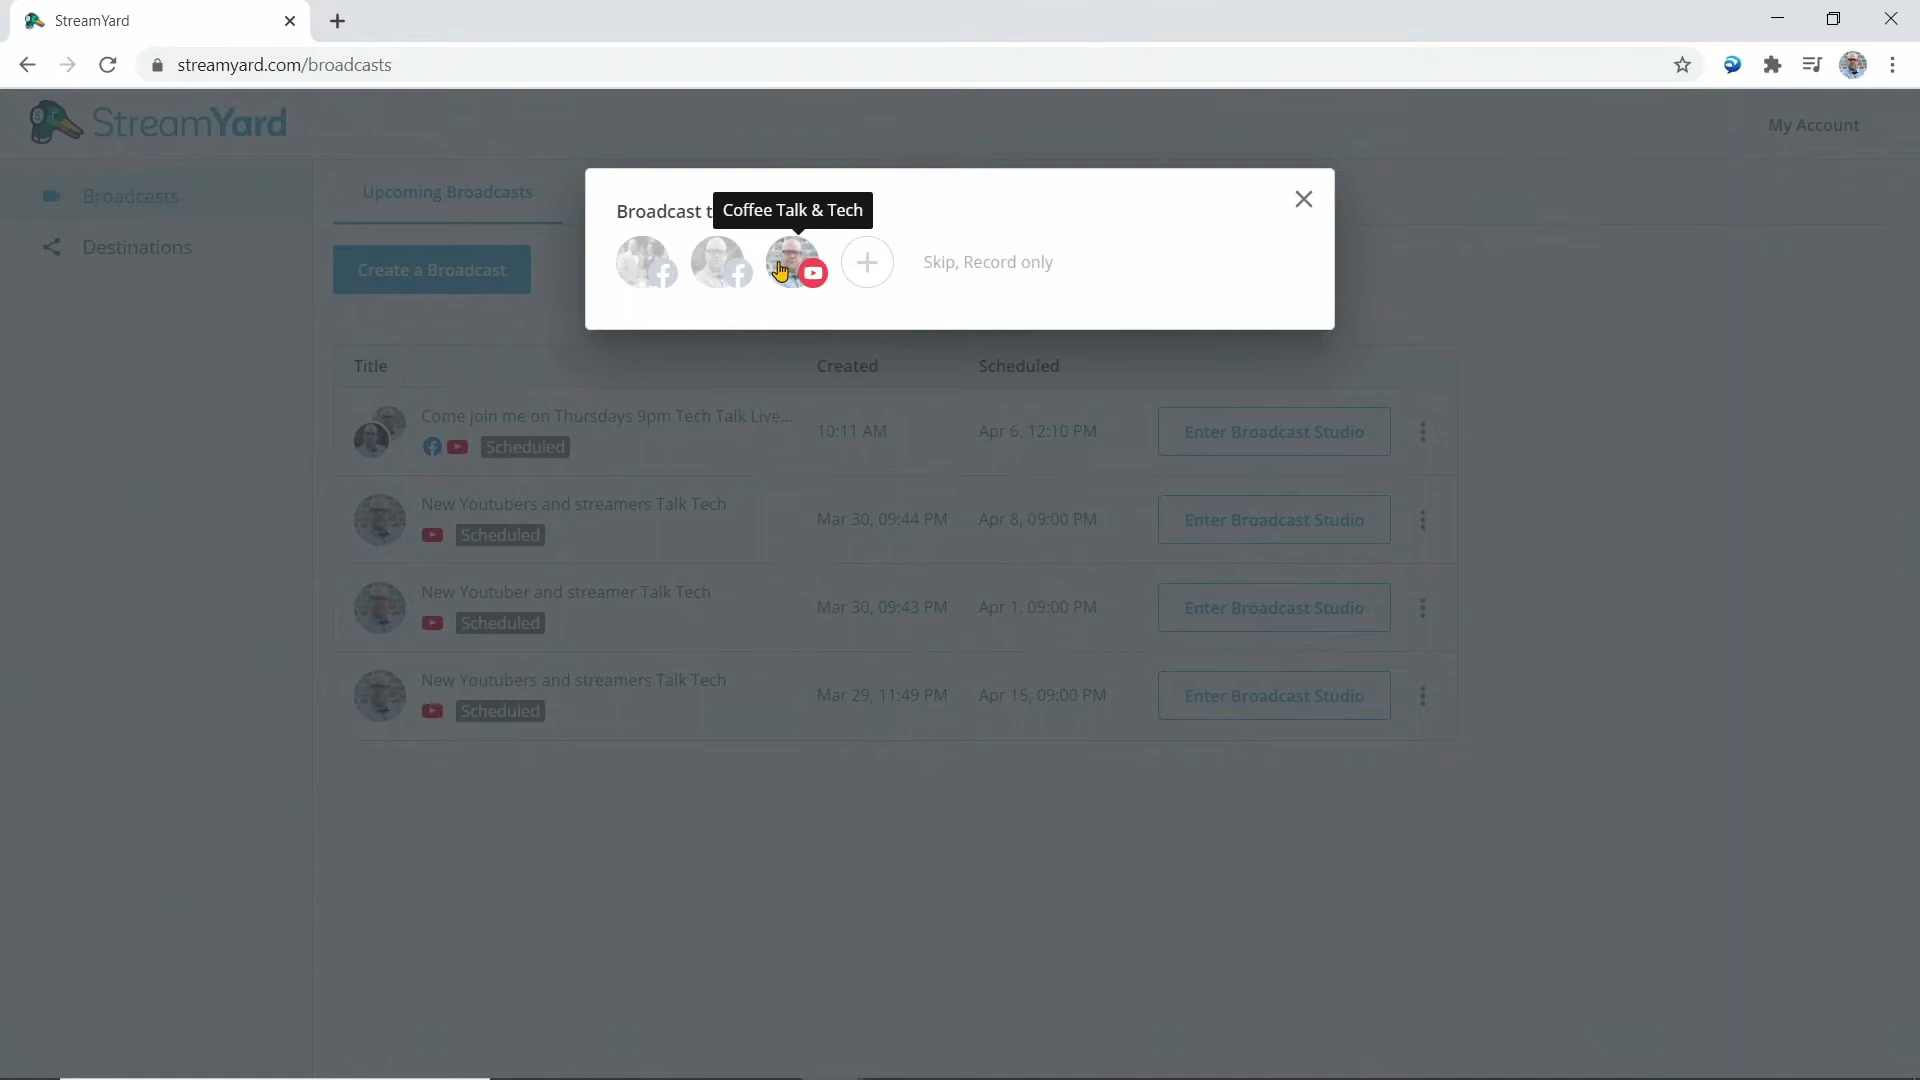 StreamYard
streamyard.com/broadcasts
StreamYard
My Account
Broadcasts
Destinations
Upcoming Broadcasts
Create a Broadcast
Broadcast t
Coffee Talk & Tech
Skip, Record only
Title Created Scheduled
Come join me on Thursdays 9pm Tech Talk Live...
Scheduled
10:11 AM
Apr 6, 12:10 PM
Enter Broadcast Studio
New Youtubers and streamers Talk Tech
Scheduled
Mar 30, 09:44 PM
Apr 8, 09:00 PM
Enter Broadcast Studio
New Youtuber and streamer Talk Tech
Scheduled
Mar 30, 09:43 PM
Apr 1, 09:00 PM
Enter Broadcast Studio
New Youtubers and streamers Talk Tech
Scheduled
Mar 29, 11:49 PM
Apr 15, 09:00 PM
Enter Broadcast Studio